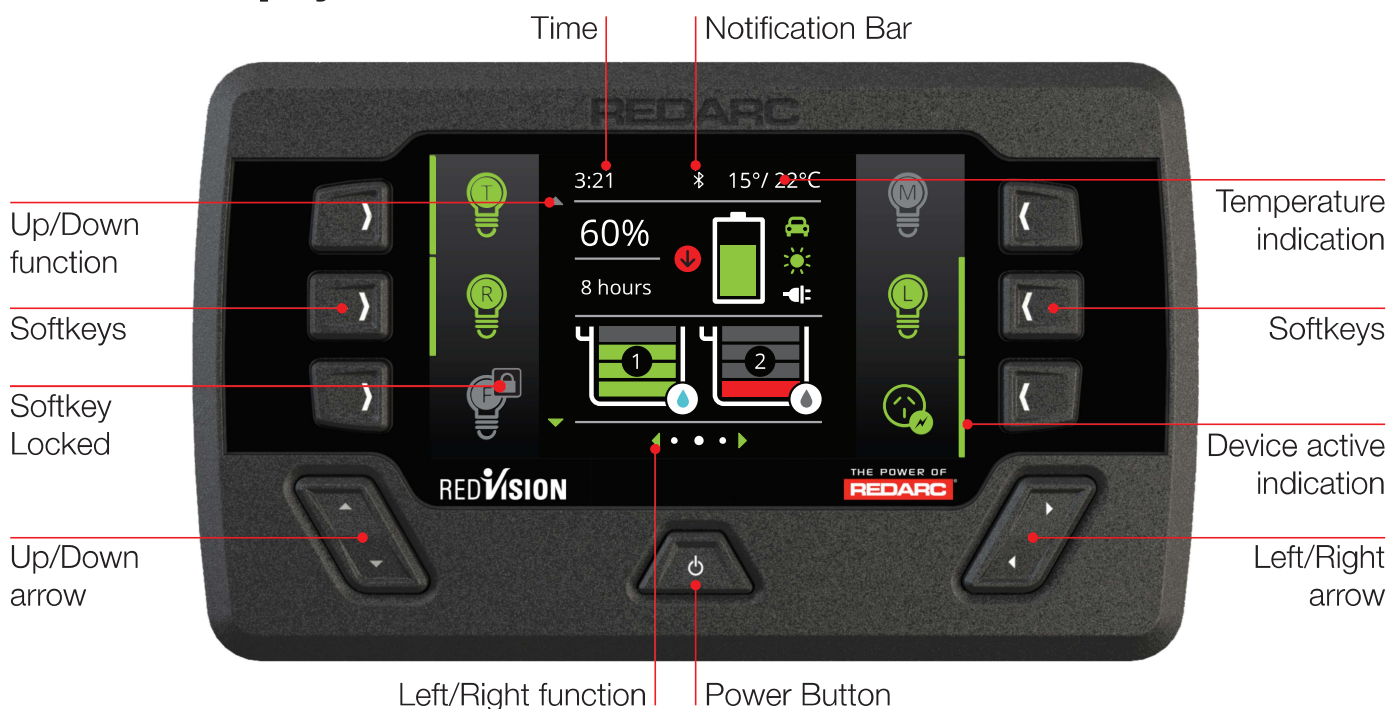 Time
Notification Bar
REDARC
T
3:21
15°/ 22°C
M
Up/Down
function
60%
Temperature
indication
R
8 hours
L
Softkeys
Softkeys
1
2
F
Softkey
Locked
Device active
indication
REDVISION
THE POWER OF
REDARC
Up/Down
arrow
Left/Right
arrow
Left/Right function
Power Button